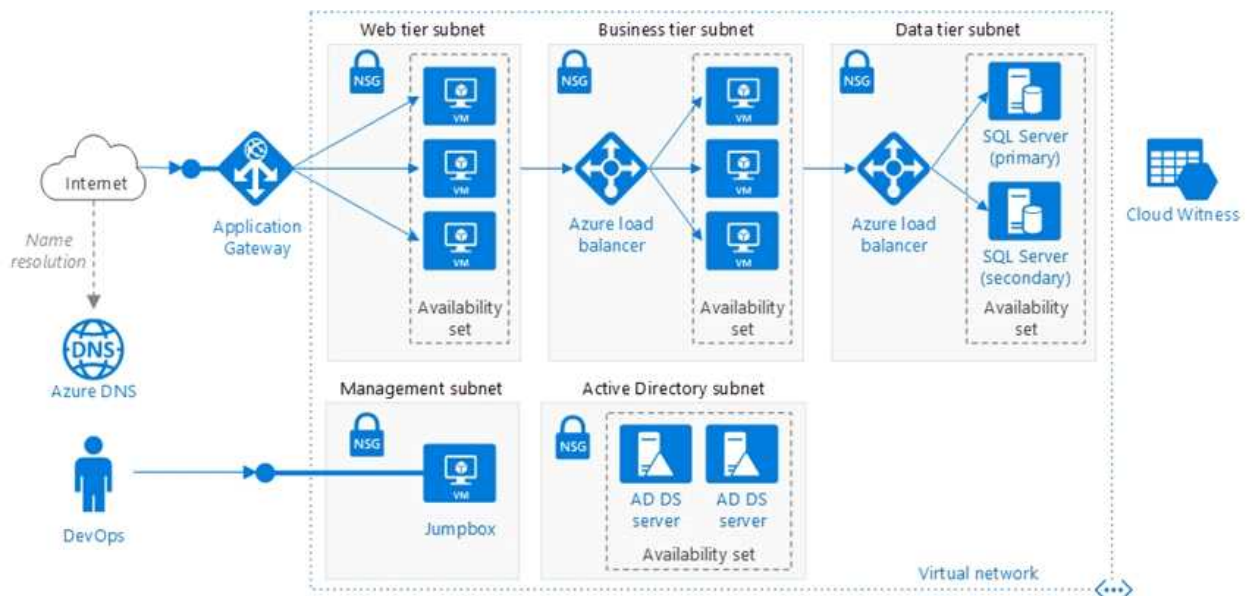 Web tier subnet
Business tier subnet
Data tier subnet
NSG
VM
VM
VM
Availability
set
NSG
Azure load
balancer
VM
VM
VM
Availability
set
NSG
Azure load
balancer
SQL Server
(primary)
SQL Server
(secondary)
Availability
set
Cloud Witness
Internet
Application
Gateway
Name
resolution
DNS
Azure DNS
Management subnet
Active Directory subnet
NSG
VM
Jumpbox
NSG
AD DS
server
AD DS
server
Availability set
DevOps
Virtual network